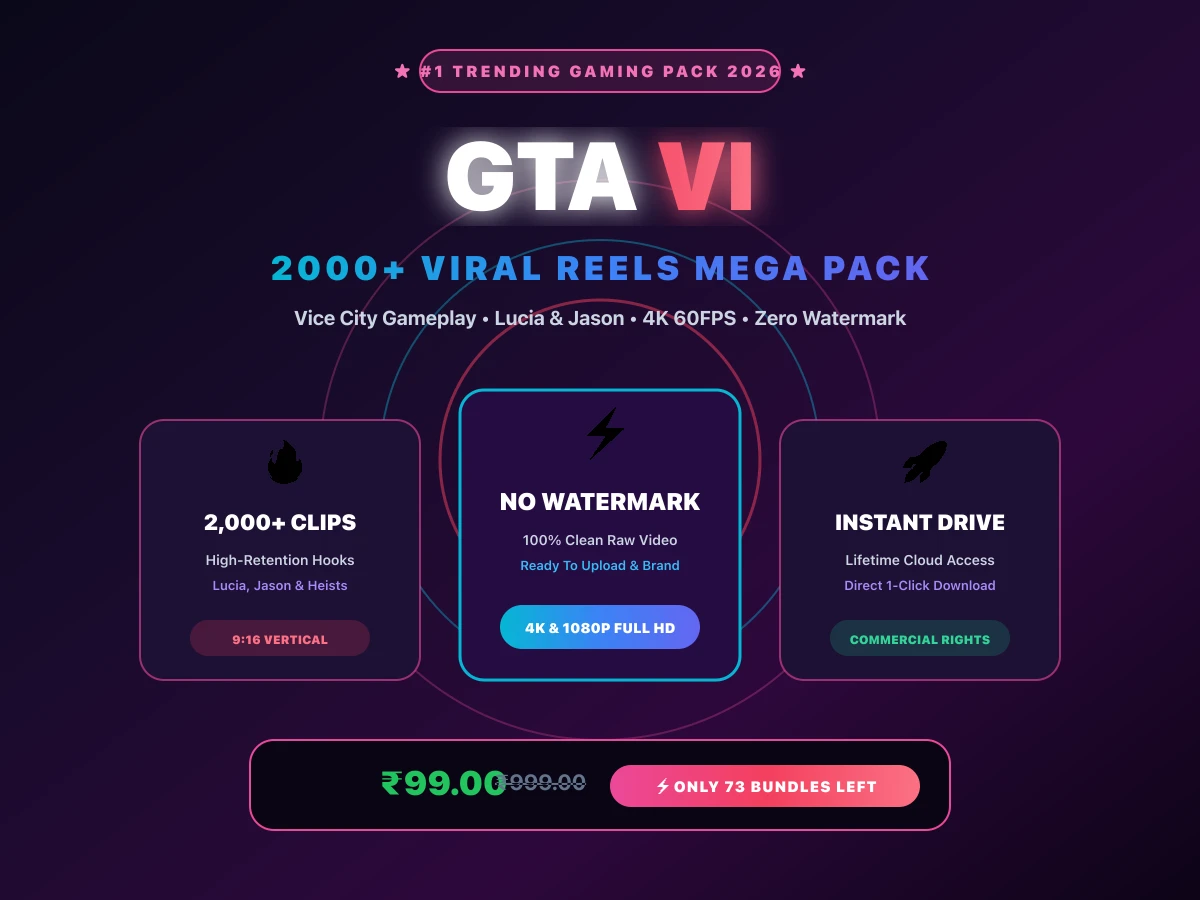 ★ #1 TRENDING GAMING PACK 2026 ★
GTA VI
2000+ VIRAL REELS MEGA PACK
Vice City Gameplay • Lucia & Jason • 4K 60FPS • Zero Watermark
2,000+ CLIPS
High-Retention Hooks
Lucia, Jason & Heists
9:16 VERTICAL
NO WATERMARK
100% Clean Raw Video
Ready To Upload & Brand
4K & 1080P FULL HD
INSTANT DRIVE
Lifetime Cloud Access
Direct 1-Click Download
COMMERCIAL RIGHTS
₹99.00 ₹999.00 ⚡ONLY 73 BUNDLES LEFT